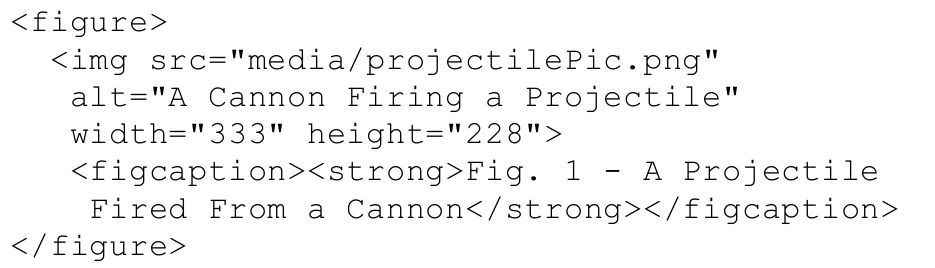 <figure>
  <img src="media/projectilePic.png"
   alt="A Cannon Firing a Projectile"
   width="333" height="228">
   <figcaption><strong>Fig. 1 - A Projectile
    Fired From a Cannon</strong></figcaption>
</figure>